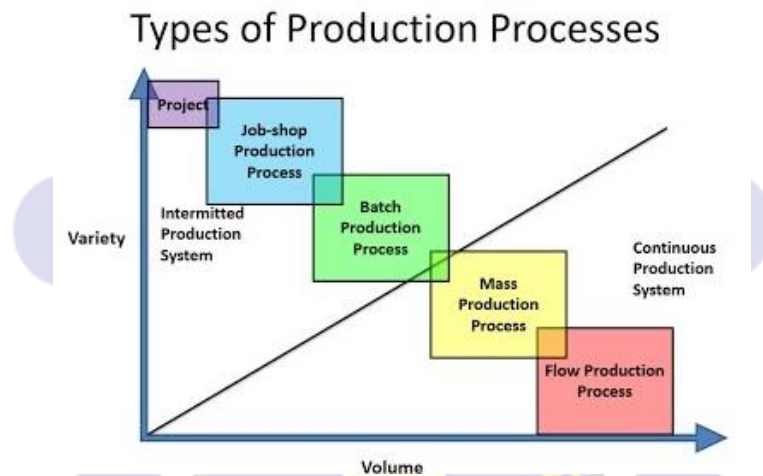 Types of Production Processes
Project
Job-shop
Production
Process
Intermitted
Production
System
Batch
Production
Process
Variety
Continuous
Production
System
Mass
Production
Process
Flow Production
Process
Volume